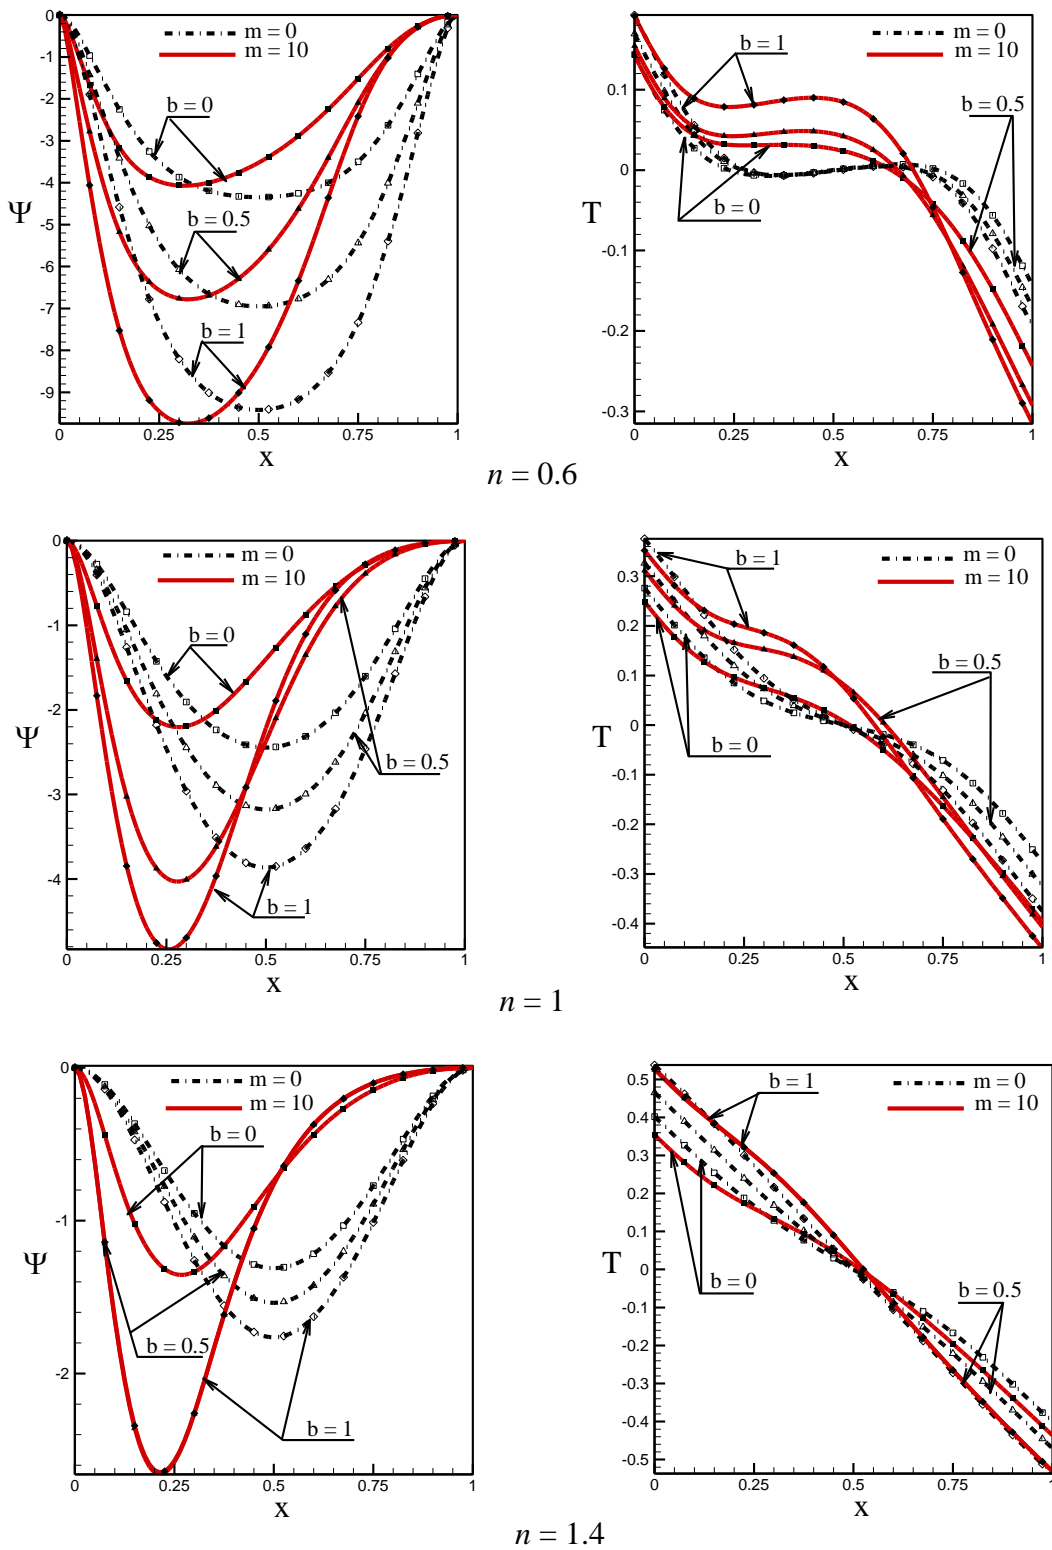 0
-1
-2
-3
-4
-5
-6
-7
-8
-9
Ψ
m = 0
m = 10
b = 0
b = 0.5
b = 1
0 0.25 0.5 0.75 1
x
0.1
0
-0.1
-0.2
-0.3
T
m = 0
m = 10
b = 1
b = 0.5
b = 0
0 0.25 0.5 0.75 1
x
n = 0.6
0
-1
-2
-3
-4
Ψ
m = 0
m = 10
b = 0
b = 0.5
b = 1
0 0.25 0.5 0.75 1
x
0.3
0.2
0.1
0
-0.1
-0.2
-0.3
-0.4
T
m = 0
m = 10
b = 1
b = 0.5
b = 0
0 0.25 0.5 0.75 1
x
n = 1
0
-1
-2
Ψ
m = 0
m = 10
b = 0
b = 0.5
b = 1
0 0.25 0.5 0.75 1
x
0.5
0.4
0.3
0.2
0.1
0
-0.1
-0.2
-0.3
-0.4
-0.5
T
m = 0
m = 10
b = 1
b = 0
b = 0.5
0 0.25 0.5 0.75 1
x
n = 1.4